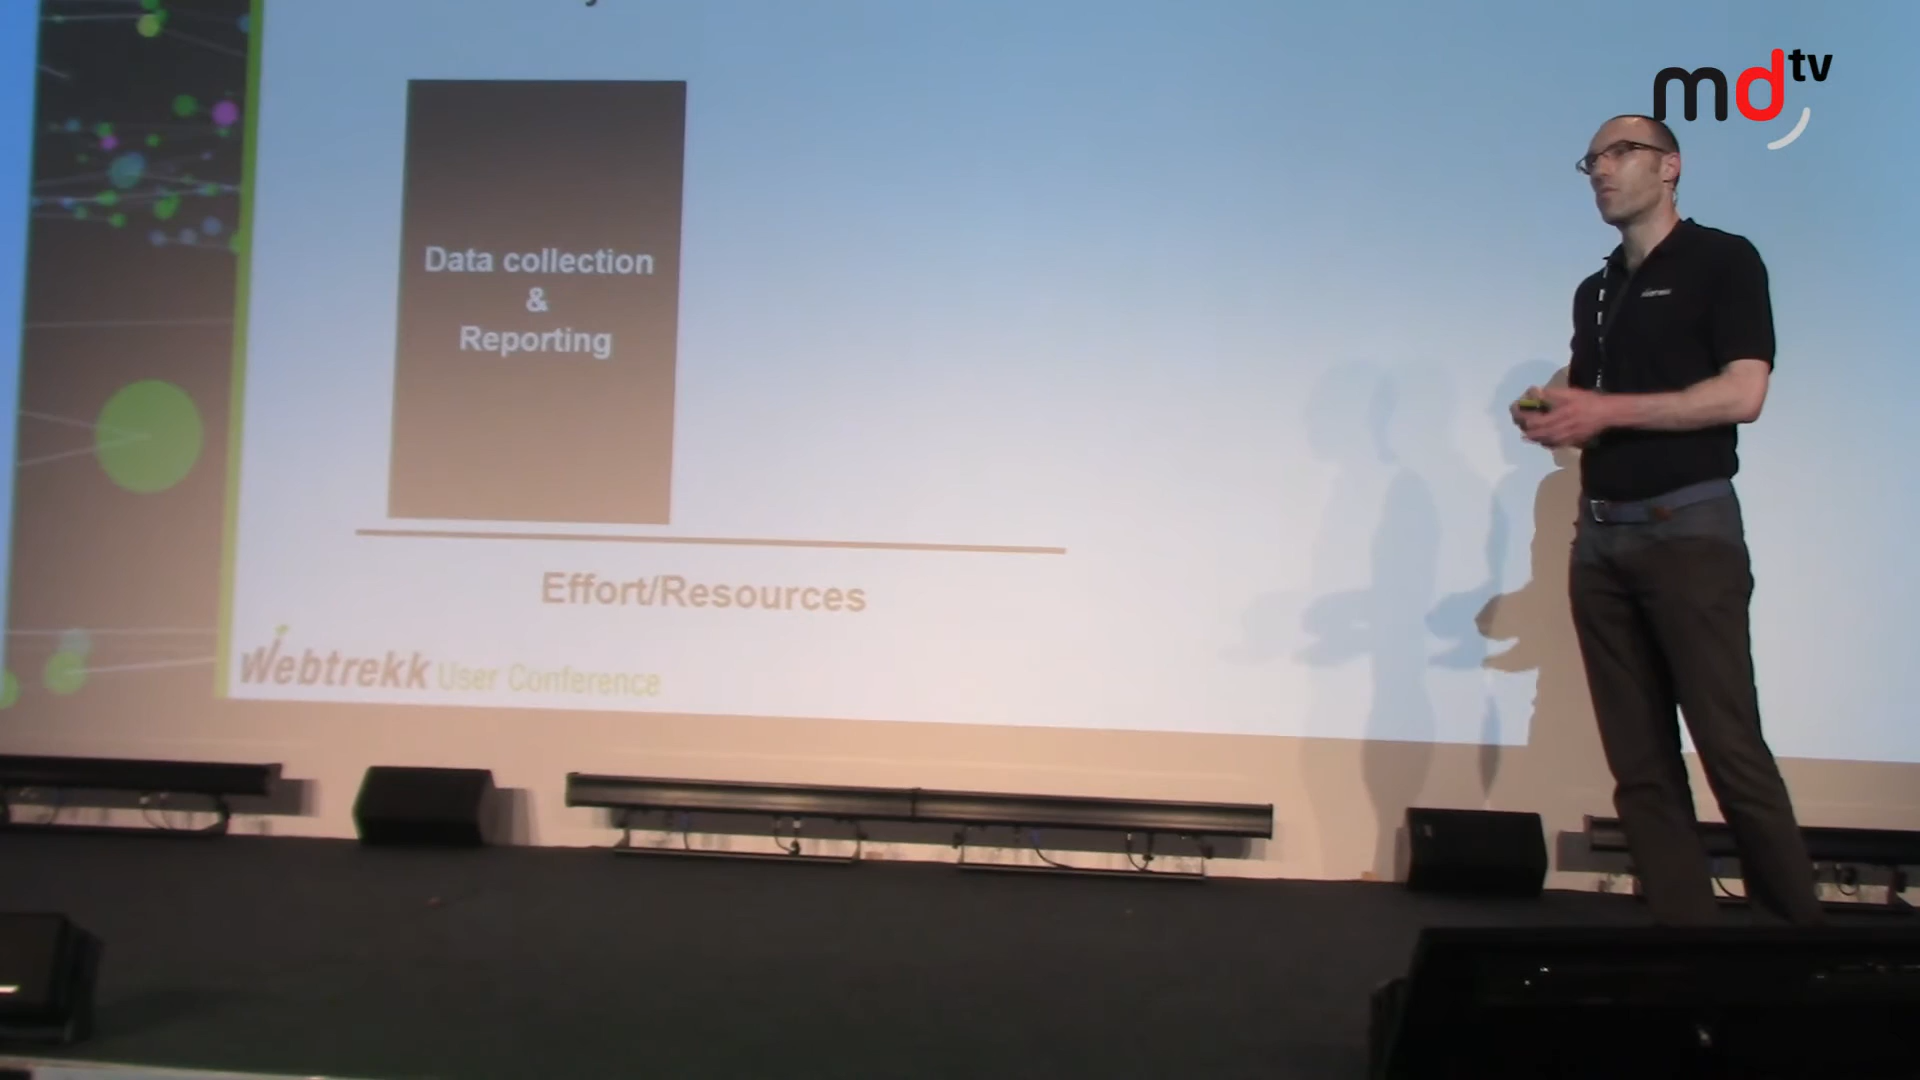 mdtv
Data collection
&
Reporting
Effort/Resources
Webtrekk User Conference